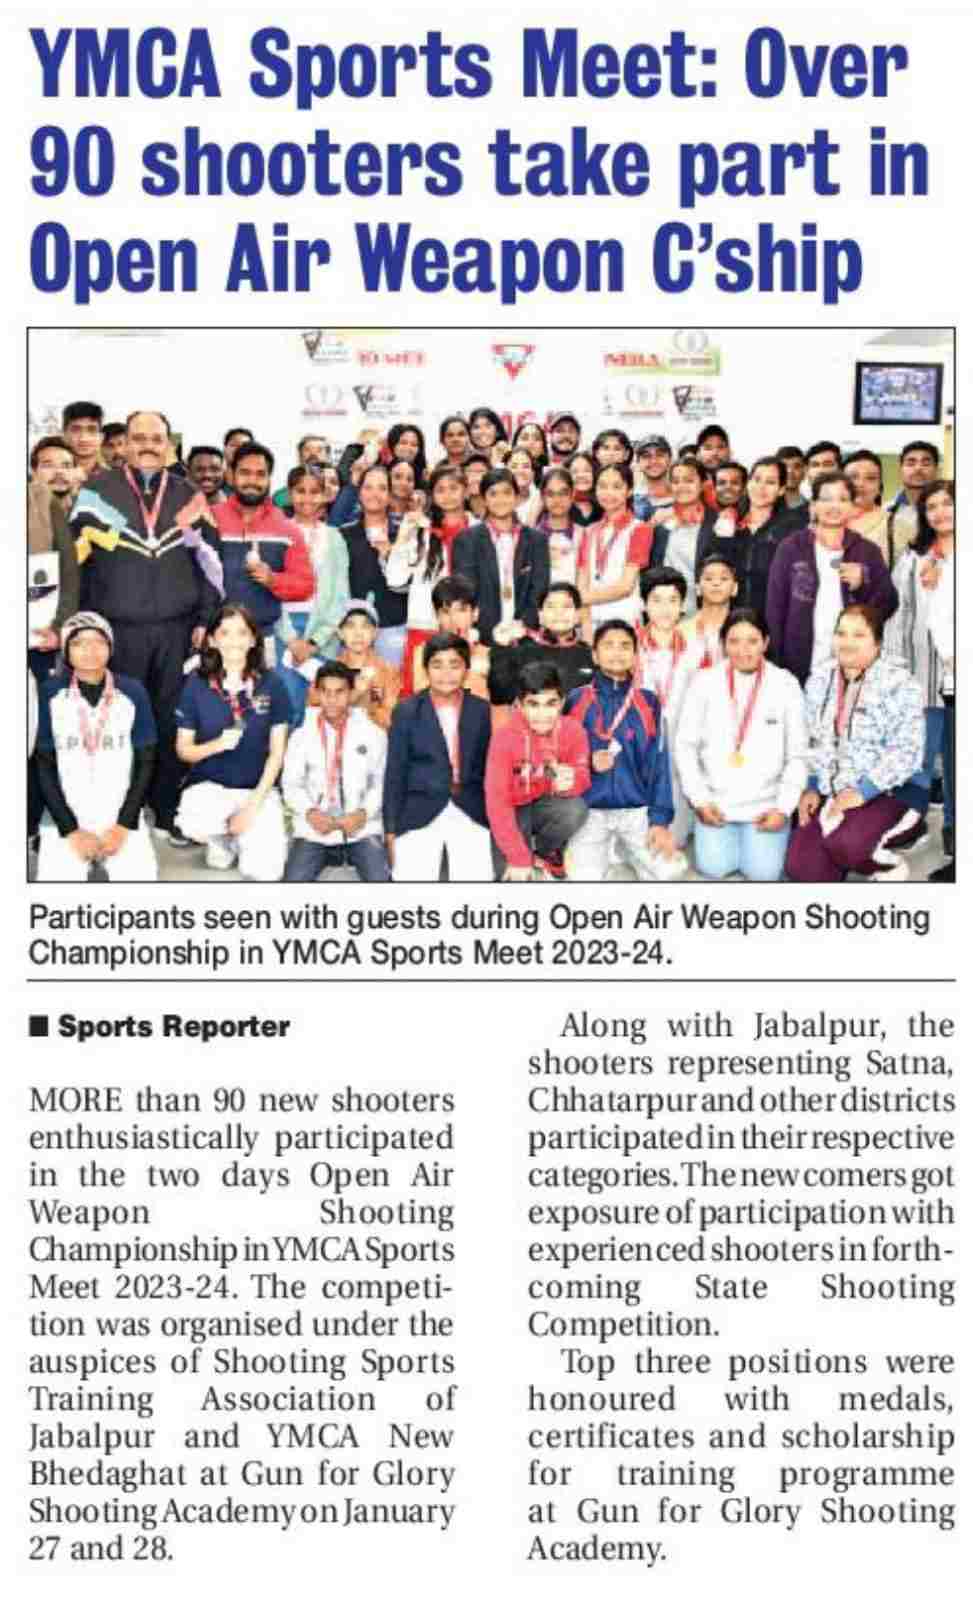 YMCA Sports Meet: Over
90 shooters take part in
Open Air Weapon C'ship
SPORT
Participants seen with guests during Open Air Weapon Shooting
Championship in YMCA Sports Meet 2023-24.
■ Sports Reporter
MORE than 90 new shooters
enthusiastically participated
in the two days Open Air
Weapon Shooting
Championship in YMCA Sports
Meet 2023-24. The competi-
tion was organised under the
auspices of Shooting Sports
Training Association of
Jabalpur and YMCA New
Bhedaghat at Gun for Glory
Shooting Academy on January
27 and 28.
Along with Jabalpur, the
shooters representing Satna,
Chhatarpur and other districts
participated in their respective
categories. The new comers got
exposure of participation with
experienced shooters in forth-
coming State Shooting
Competition.
Top three positions were
honoured with medals,
certificates and scholarship
for training programme
at Gun for Glory Shooting
Academy.